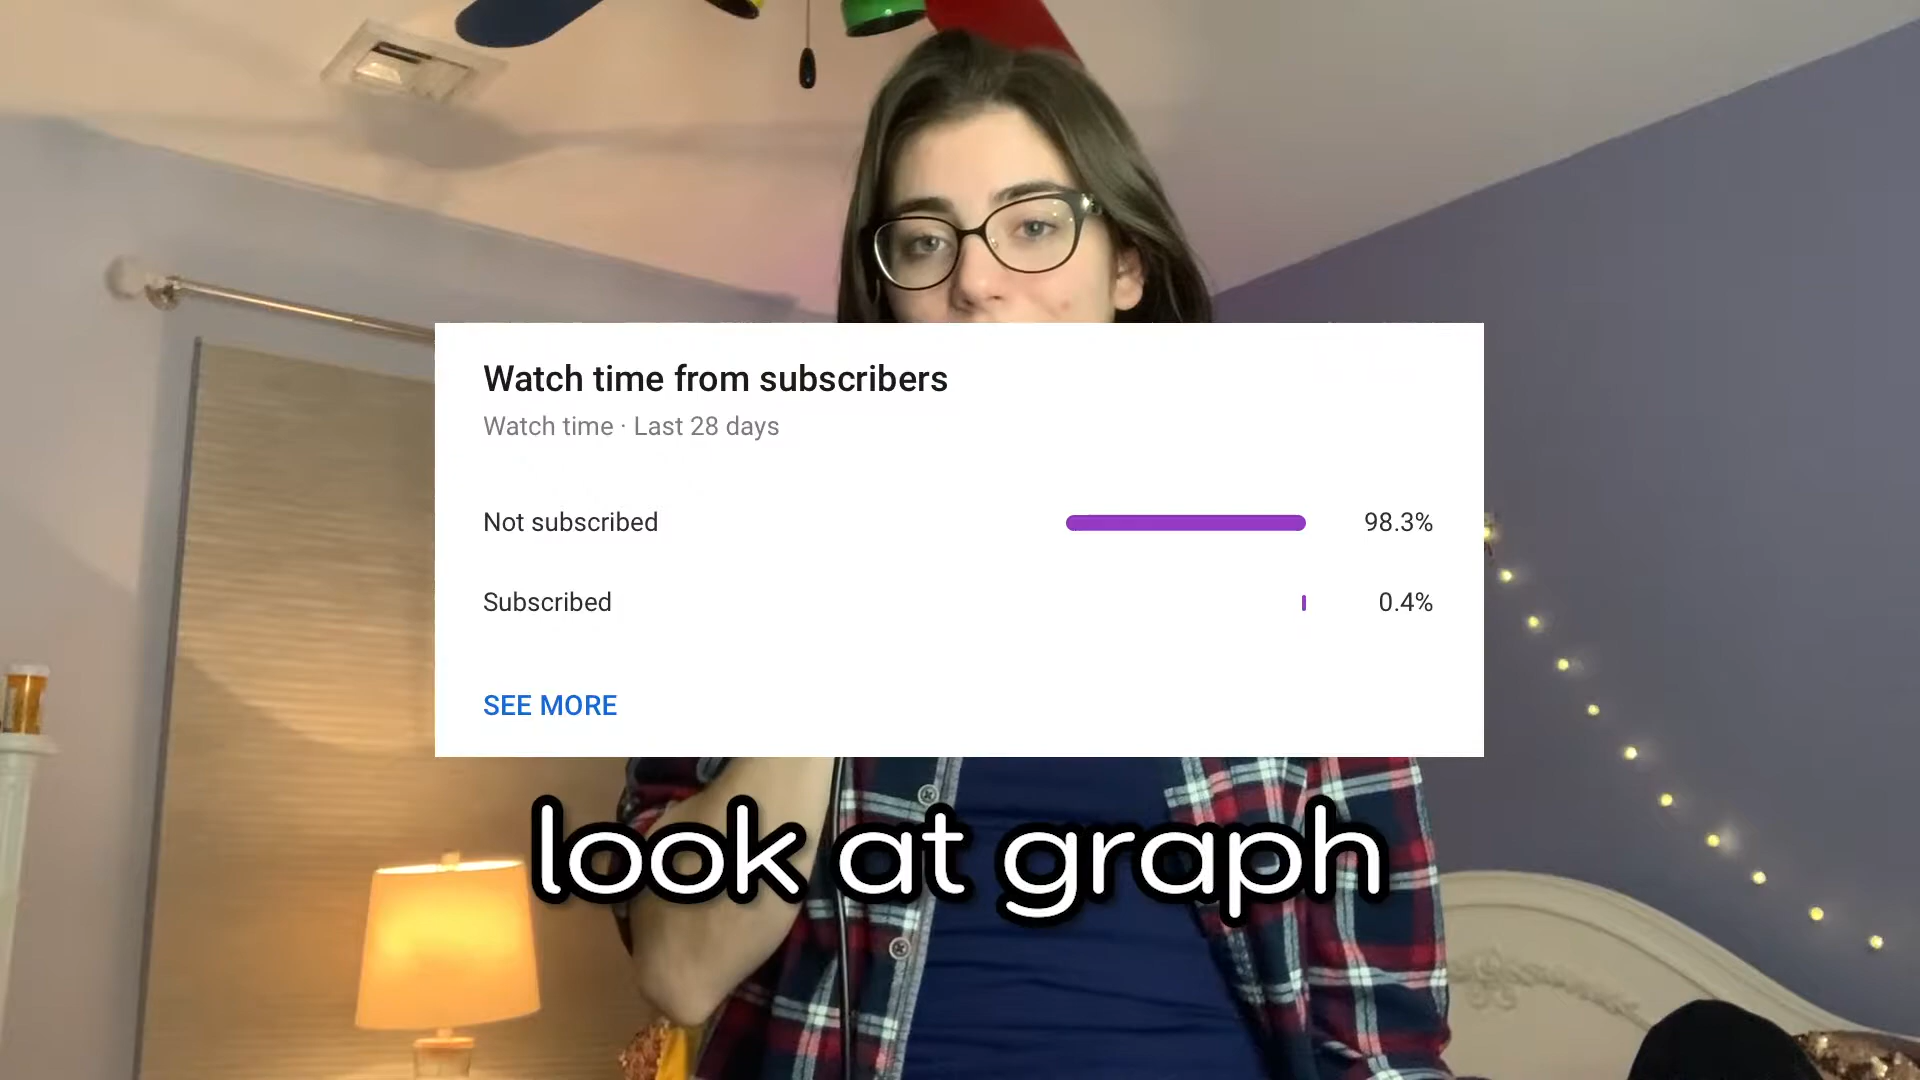 Watch time from subscribers
Watch time · Last 28 days
Not subscribed 98.3%
Subscribed 0.4%
SEE MORE
look at graph